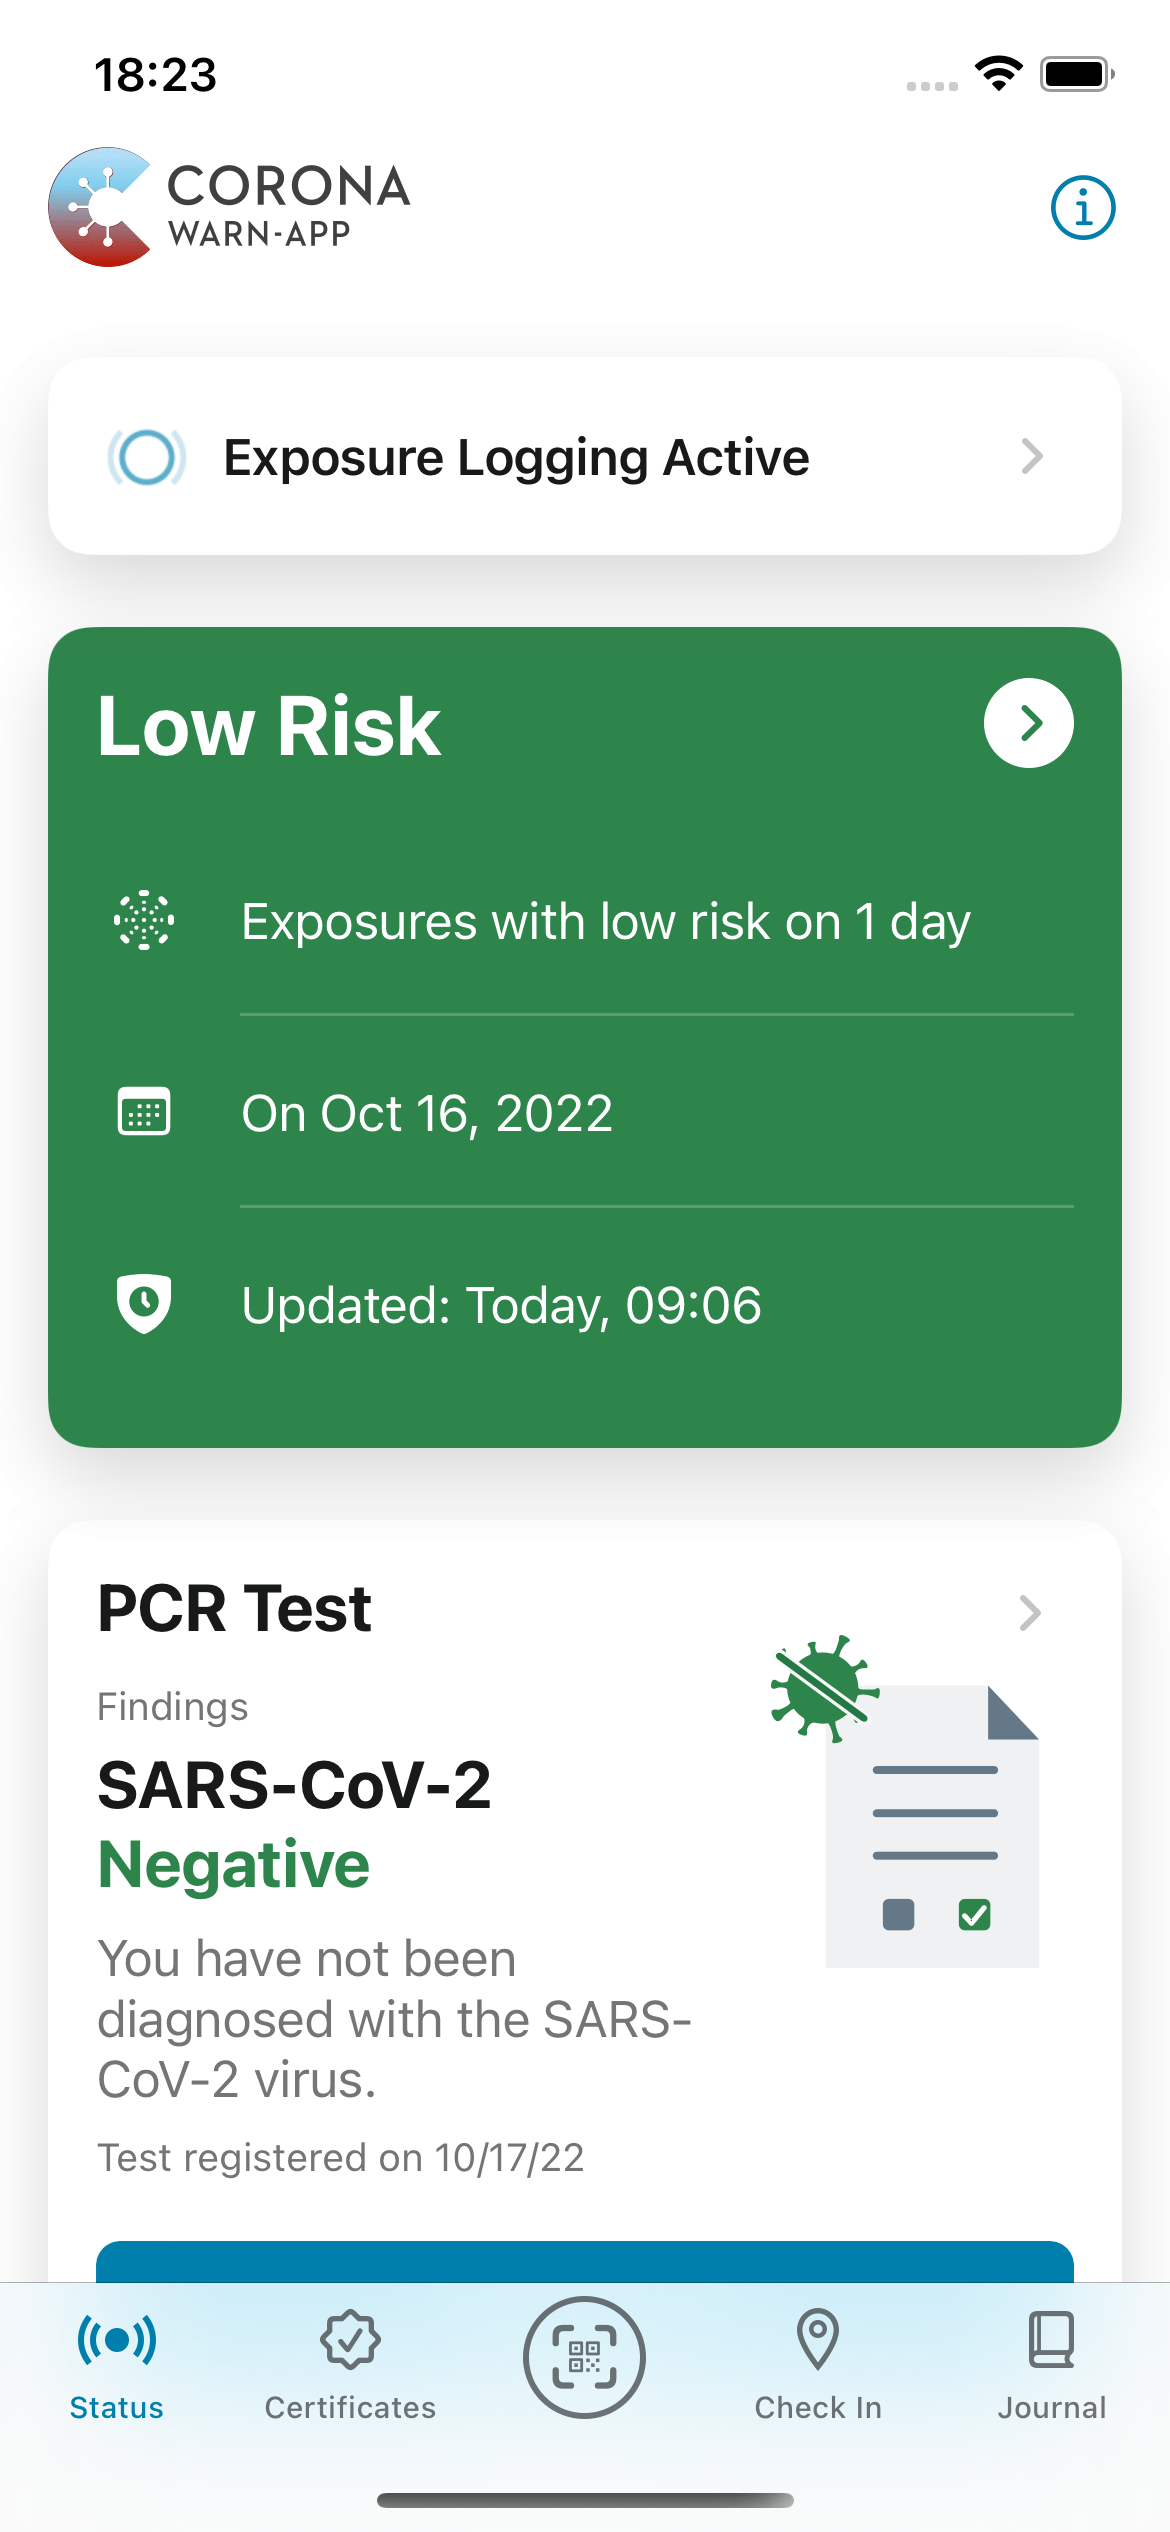 18:23
CORONA
WARN-APP
Exposure Logging Active
Low Risk
Exposures with low risk on 1 day
On Oct 16, 2022
Updated: Today, 09:06
PCR Test
Findings
SARS-CoV-2
Negative
You have not been
diagnosed with the SARS-
CoV-2 virus.
Test registered on 10/17/22
Status
Certificates
Check In
Journal